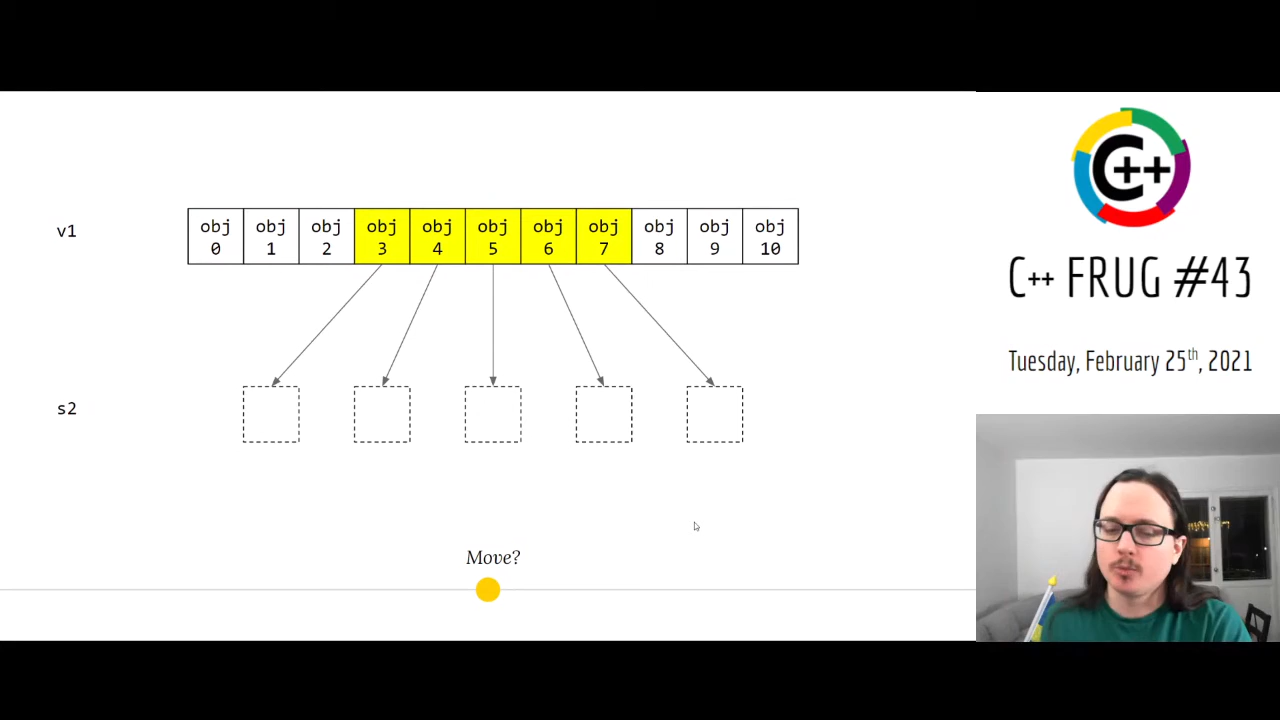 C++
C++ FRUG #43
Tuesday, February 25th, 2021
v1
obj 0 obj 1 obj 2 obj 3 obj 4 obj 5 obj 6 obj 7 obj 8 obj 9 obj 10
s2
Move?